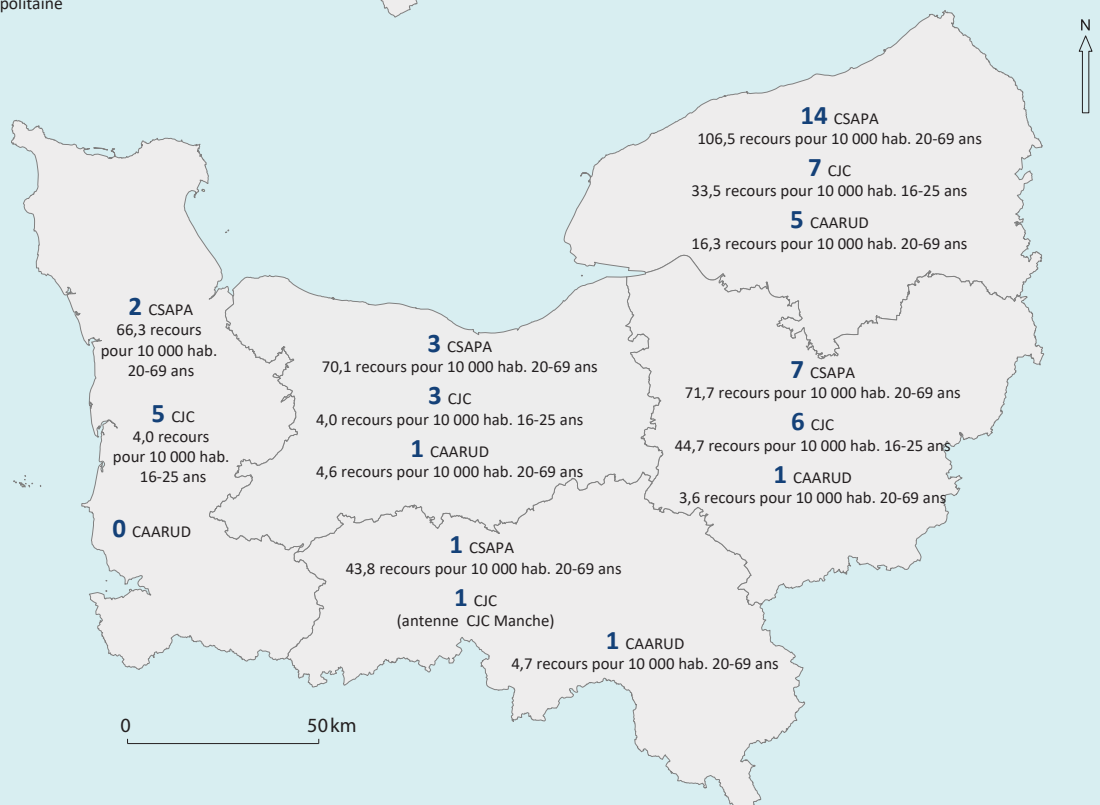 politaine
N
14 CSAPA
106,5 recours pour 10 000 hab. 20-69 ans
7 CJC
33,5 recours pour 10 000 hab. 16-25 ans
5 CAARUD
16,3 recours pour 10 000 hab. 20-69 ans
2 CSAPA
66,3 recours
pour 10 000 hab.
20-69 ans
5 CJC
4,0 recours
pour 10 000 hab.
16-25 ans
0 CAARUD
3 CSAPA
70,1 recours pour 10 000 hab. 20-69 ans
3 CJC
4,0 recours pour 10 000 hab. 16-25 ans
1 CAARUD
4,6 recours pour 10 000 hab. 20-69 ans
7 CSAPA
71,7 recours pour 10 000 hab. 20-69 ans
6 CJC
44,7 recours pour 10 000 hab. 16-25 ans
1 CAARUD
3,6 recours pour 10 000 hab. 20-69 ans
1 CSAPA
43,8 recours pour 10 000 hab. 20-69 ans
1 CJC
(antenne CJC Manche)
1 CAARUD
4,7 recours pour 10 000 hab. 20-69 ans
0 50 km